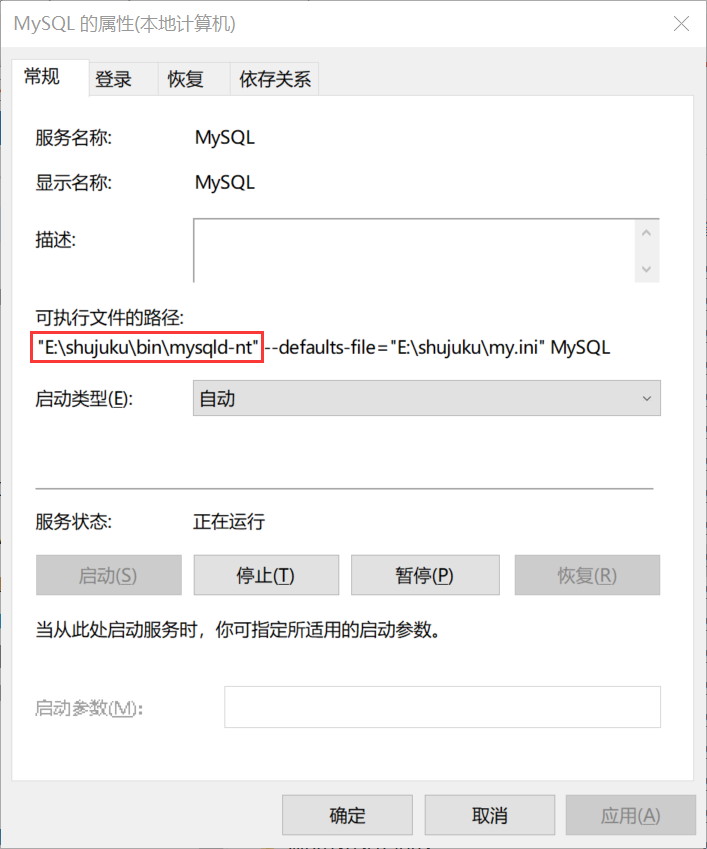 MySQL 的属性(本地计算机)
常规 登录 恢复 依存关系
服务名称: MySQL
显示名称: MySQL
描述:
可执行文件的路径:
"E:\shujuku\bin\mysqld-nt" --defaults-file="E:\shujuku\my.ini" MySQL
启动类型(E): 自动
服务状态: 正在运行
启动(S) 停止(T) 暂停(P) 恢复(R)
当从此处启动服务时，你可指定所适用的启动参数。
启动参数(M):
确定 取消 应用(A)